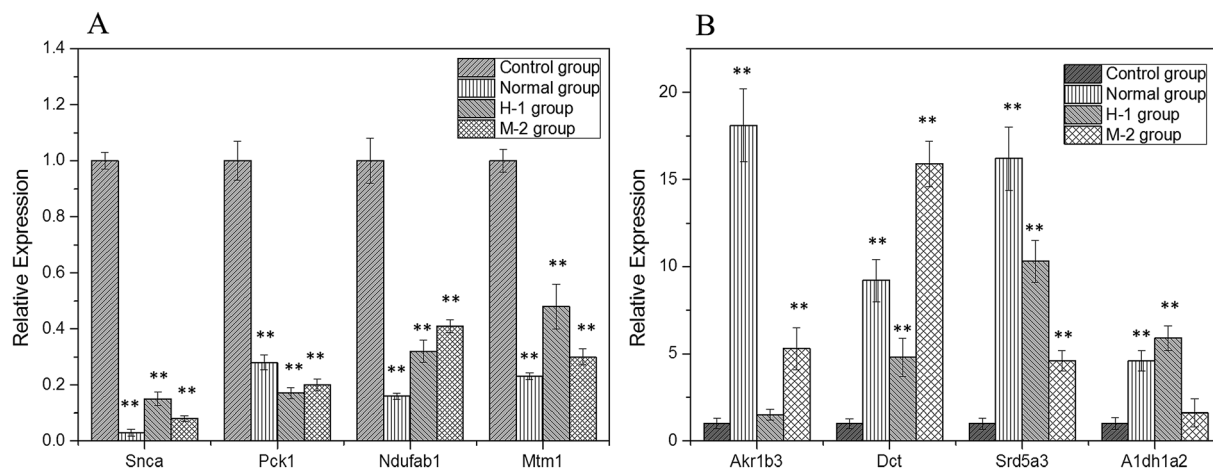 A
Relative Expression
1.4
1.2
1.0
0.8
0.6
0.4
0.2
0.0
Control group
Normal group
H-1 group
M-2 group
** ** **
** ** **
** ** **
** ** **
Snca Pck1 Ndufab1 Mtm1
B
Relative Expression
20
15
10
5
0
Control group
Normal group
H-1 group
M-2 group
** **
** ** **
** ** **
** **
Akr1b3 Dct Srd5a3 A1dh1a2